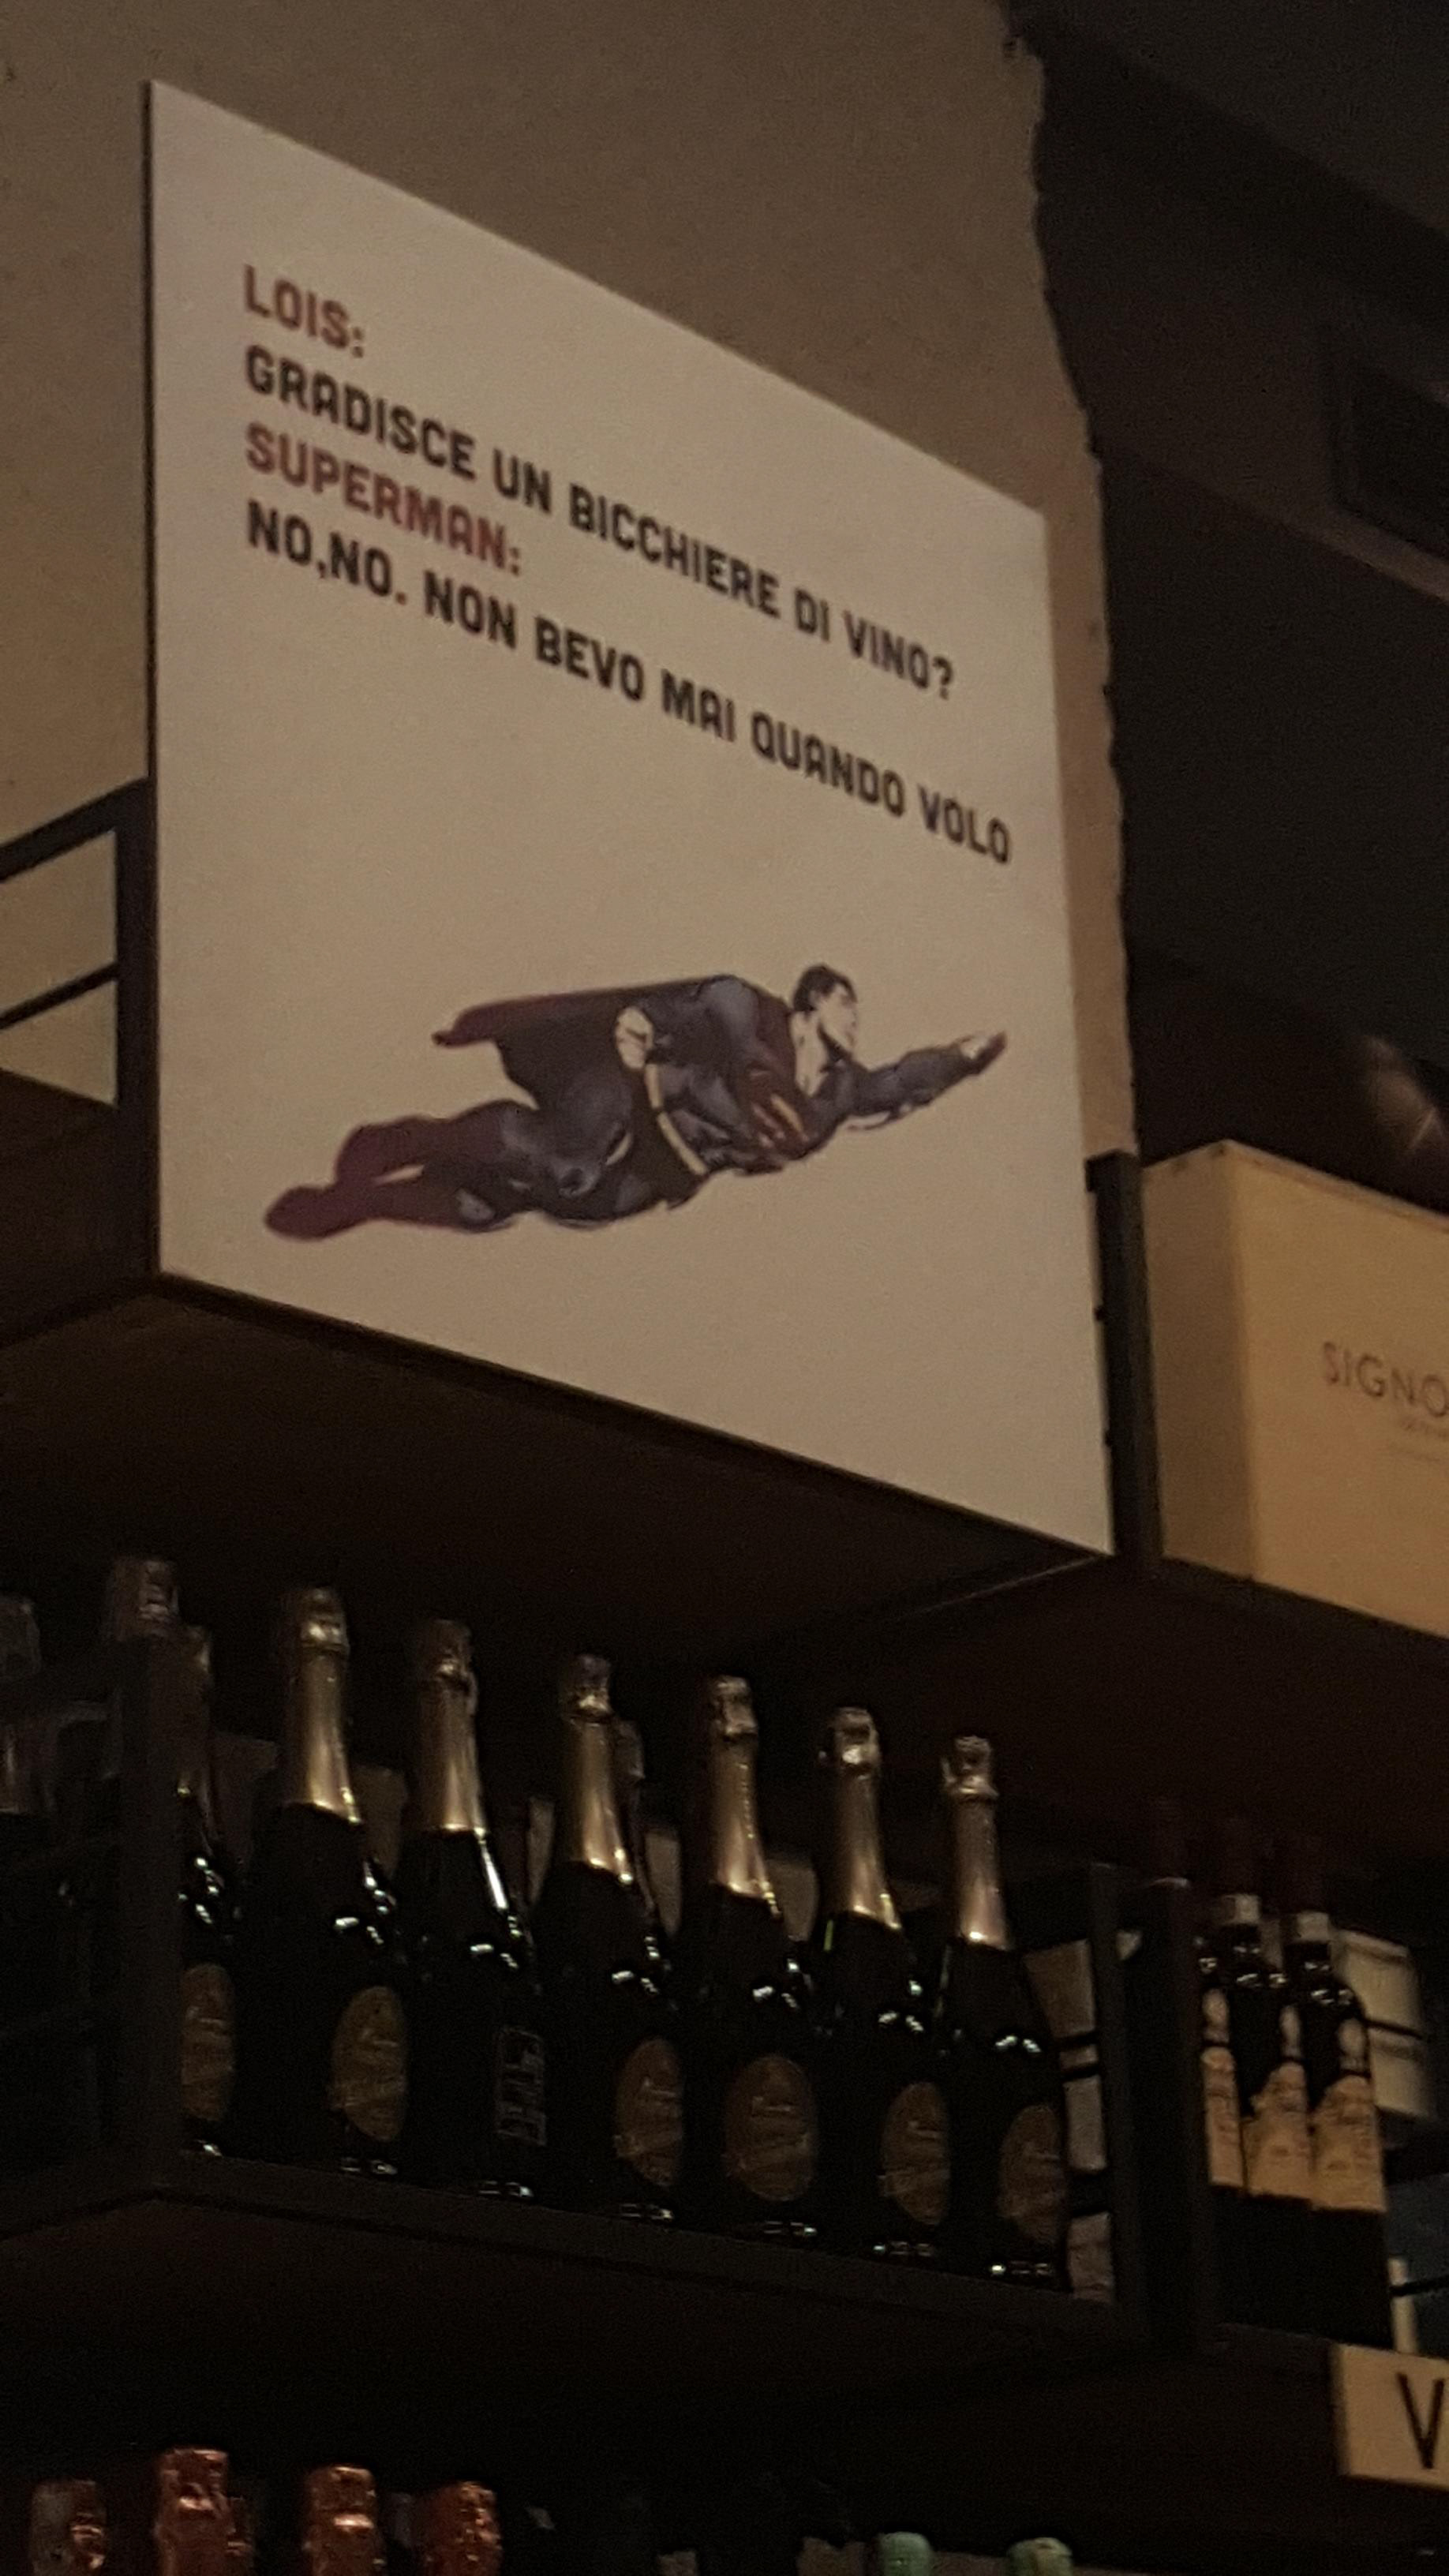 LOIS:
GRADISCE UN BICCHIERE DI VINO?
SUPERMAN:
NO,NO. NON BEVO MAI QUANDO VOLO